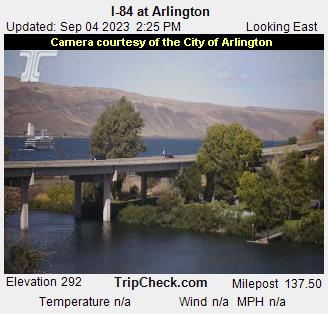 I-84 at Arlington
Updated: Sep 04 2023 2:25 PM Looking East
Camera courtesy of the City of Arlington
Elevation 292 TripCheck.com Milepost 137.50
Temperature n/a Wind n/a MPH n/a